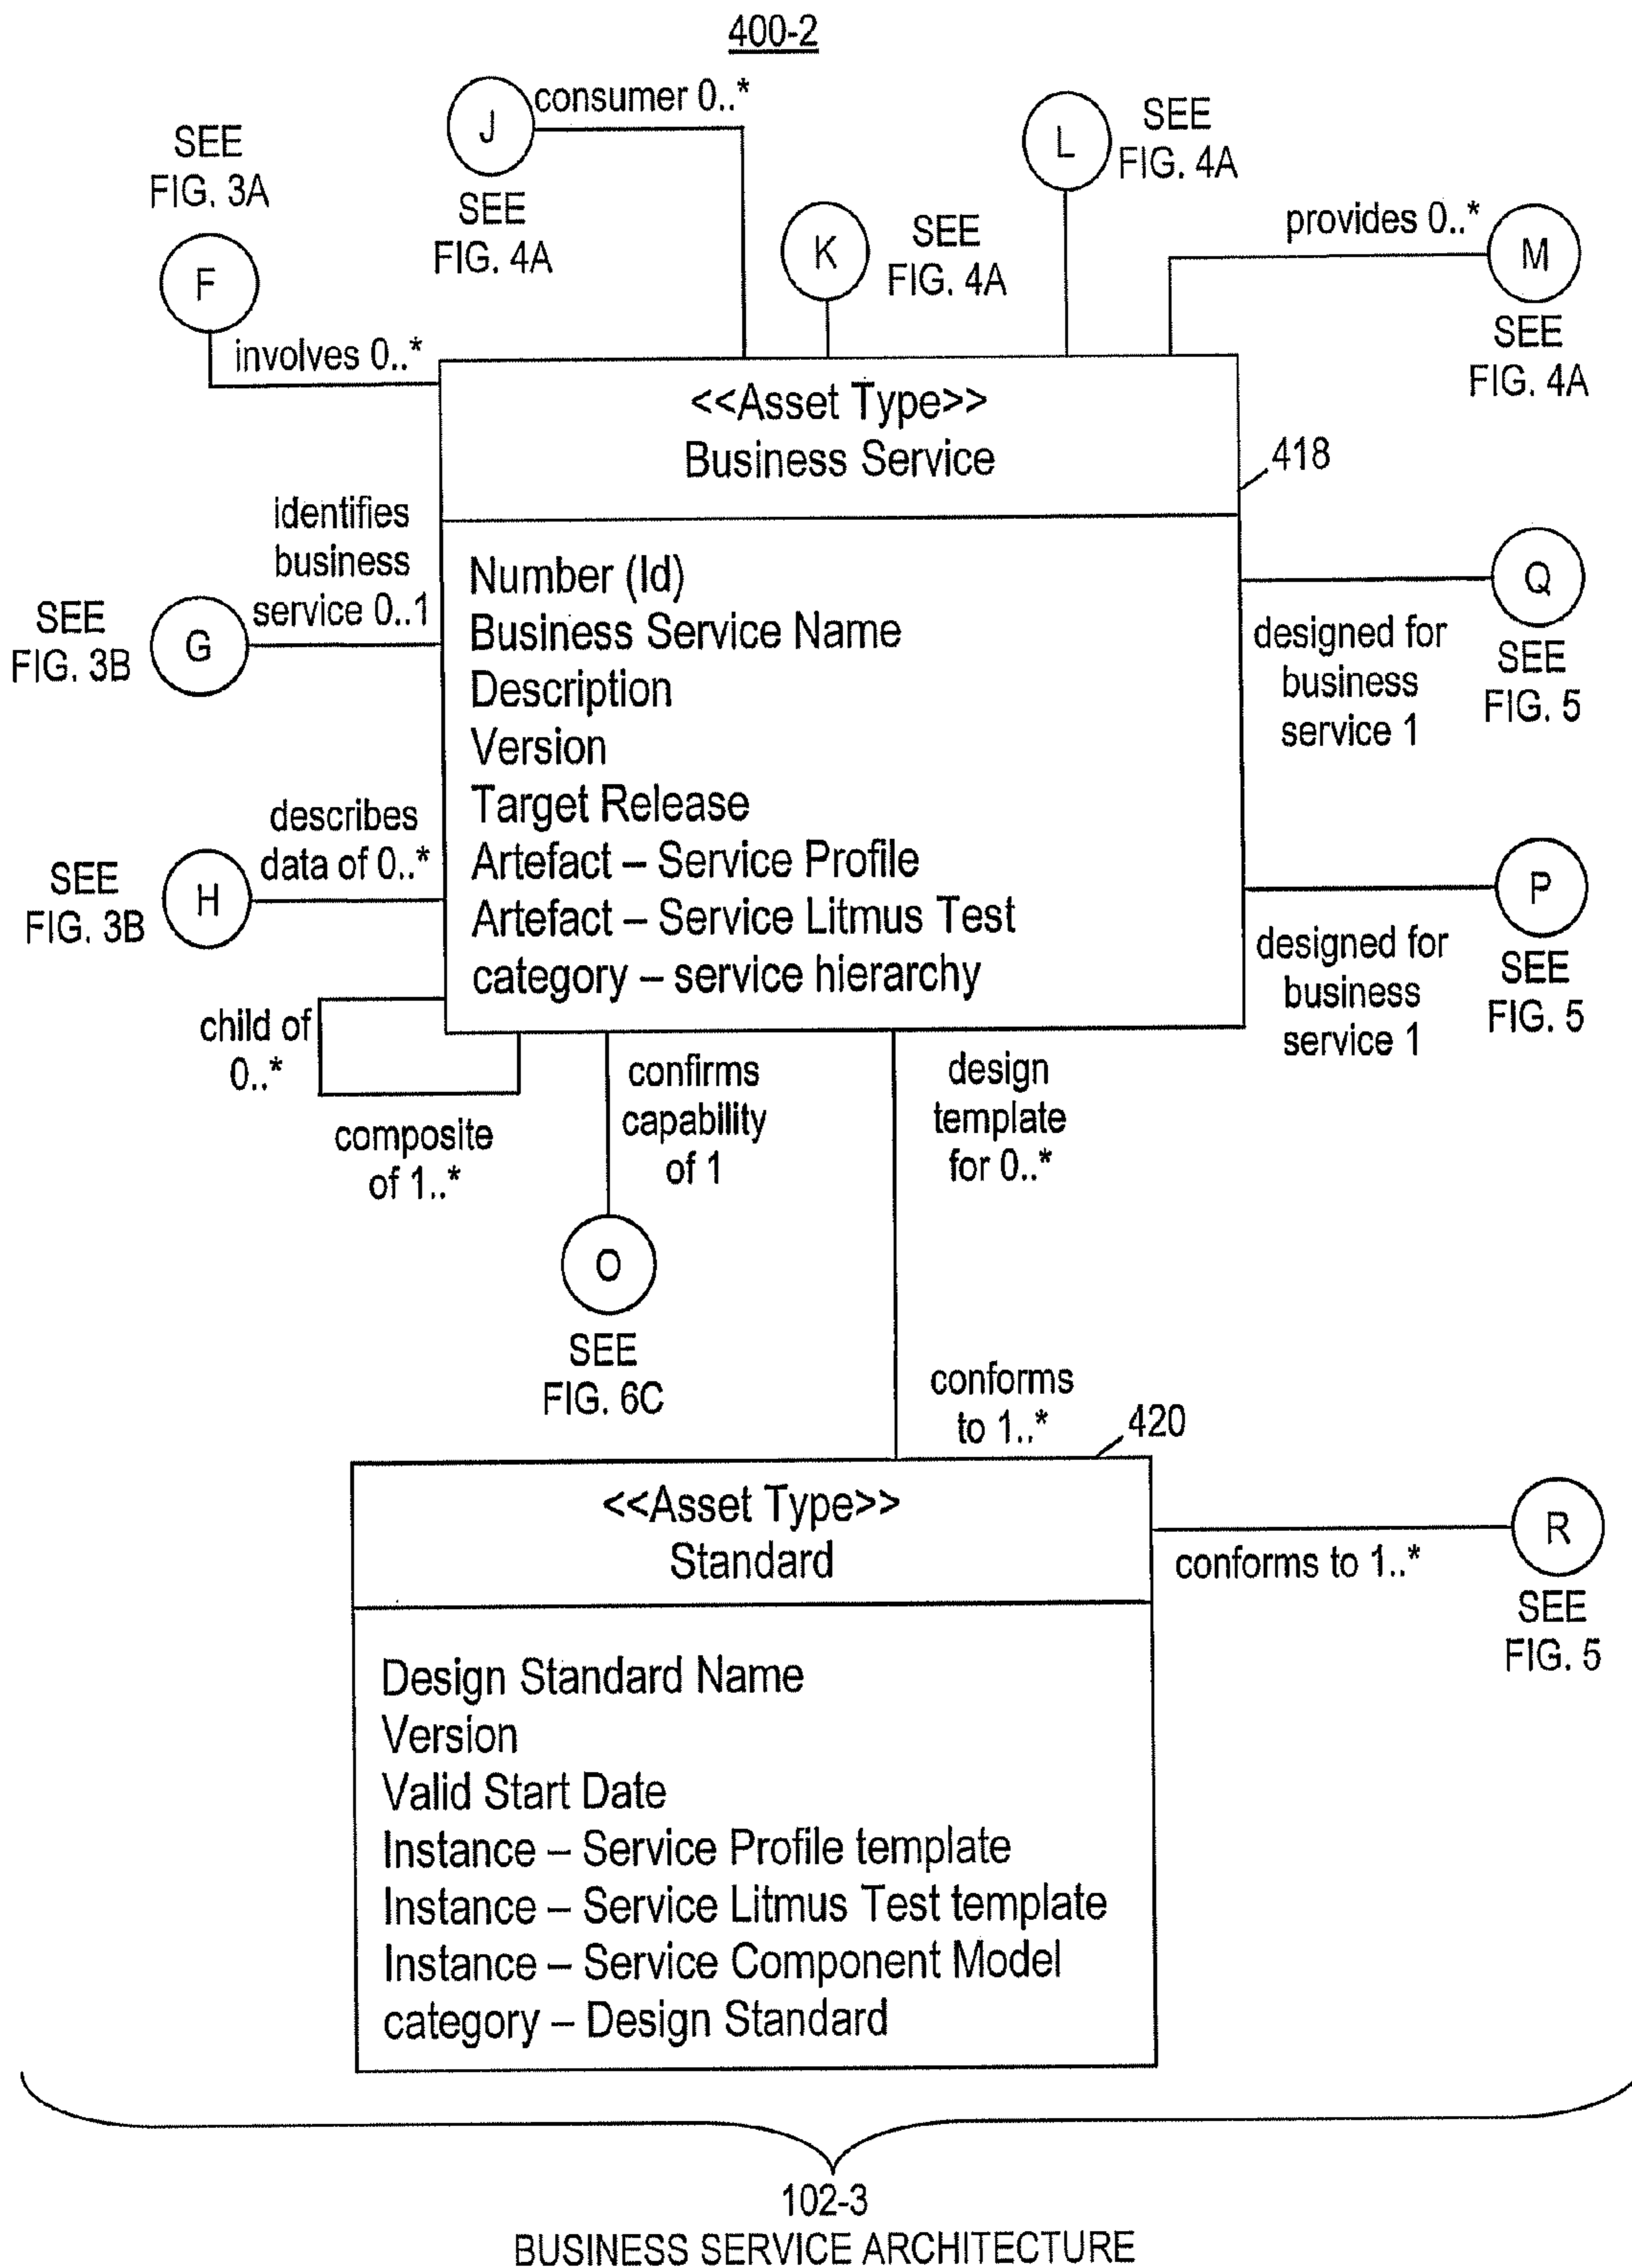 400-2
J
consumer 0..*
SEE
FIG. 4A
SEE
FIG. 3A
F
involves 0..*
K
SEE
FIG. 4A
L
SEE
FIG. 4A
provides 0..*
M
SEE
FIG. 4A
<<Asset Type>>
Business Service
418
Number (Id)
Business Service Name
Description
Version
Target Release
Artefact – Service Profile
Artefact – Service Litmus Test
category – service hierarchy
identifies
business
service 0..1
G
SEE
FIG. 3B
describes
data of 0..*
H
SEE
FIG. 3B
Q
designed for
business
service 1
SEE
FIG. 5
P
designed for
business
service 1
SEE
FIG. 5
child of
0..*
composite
of 1..*
confirms
capability
of 1
O
SEE
FIG. 6C
design
template
for 0..*
conforms
to 1..*
420
<<Asset Type>>
Standard
Design Standard Name
Version
Valid Start Date
Instance – Service Profile template
Instance – Service Litmus Test template
Instance – Service Component Model
category – Design Standard
conforms to 1..*
R
SEE
FIG. 5
102-3
BUSINESS SERVICE ARCHITECTURE